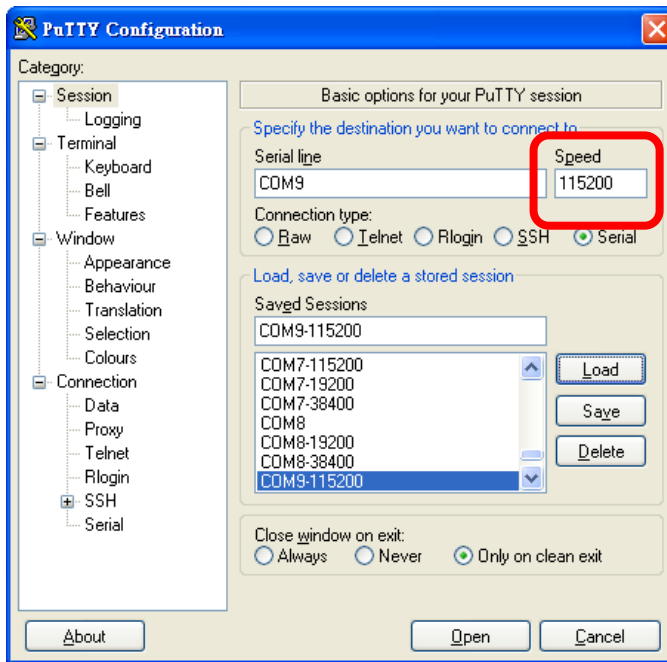 PuTTY Configuration
Category:
Session
Logging
Terminal
Keyboard
Bell
Features
Window
Appearance
Behaviour
Translation
Selection
Colours
Connection
Data
Proxy
Telnet
Rlogin
SSH
Serial
Basic options for your PuTTY session
Specify the destination you want to connect to
Serial line Speed
COM9 115200
Connection type:
Raw Telnet Rlogin SSH Serial
Load, save or delete a stored session
Saved Sessions
COM9-115200
COM7-115200
COM7-19200
COM7-38400
COM8
COM8-19200
COM8-38400
COM9-115200
Load
Save
Delete
Close window on exit:
Always Never Only on clean exit
About Open Cancel